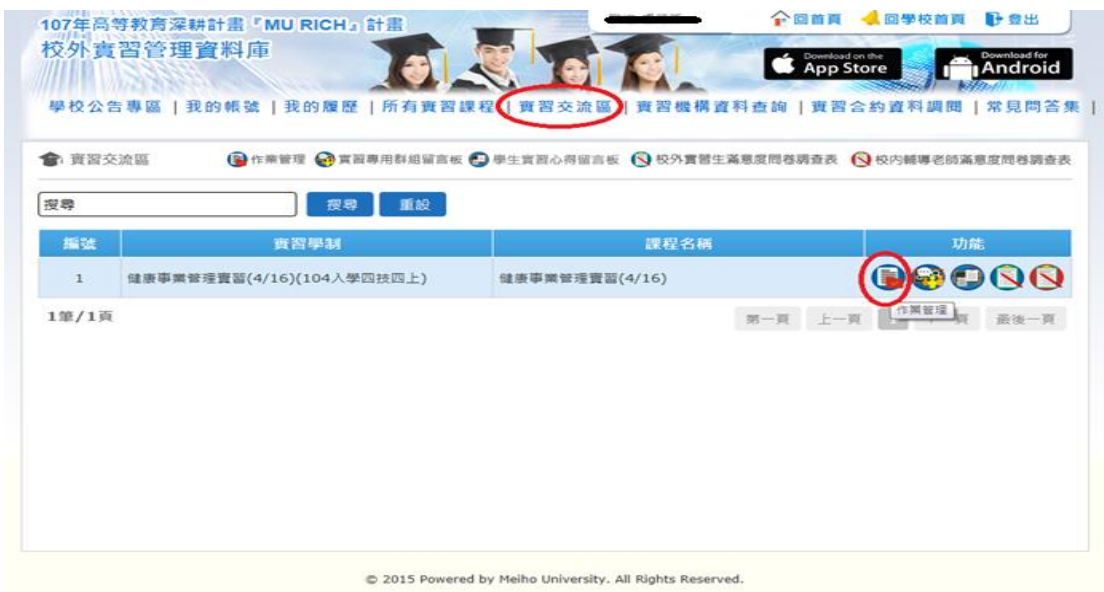 107年高等教育深耕計畫『MU RICH』計畫
校外實習管理資料庫
回首頁 回學校首頁 登出
Download on the App Store
Download for Android
學校公告專區 | 我的帳號 | 我的履歷 | 所有實習課程 | 實習交流區 | 實習機構資料查詢 | 實習合約資料調閱 | 常見問答集 |
實習交流區 作業管理 實習專用群組留言板 學生實習心得留言板 校外實習生滿意度問卷調查表 校內輔導老師滿意度問卷調查表
搜尋 搜尋 重設
編號 實習學制 課程名稱 功能
1 健康事業管理實習(4/16)(104入學四技四上) 健康事業管理實習(4/16)
作業管理
1筆/1頁 第一頁 上一頁 頁 最後一頁
© 2015 Powered by Meiho University. All Rights Reserved.